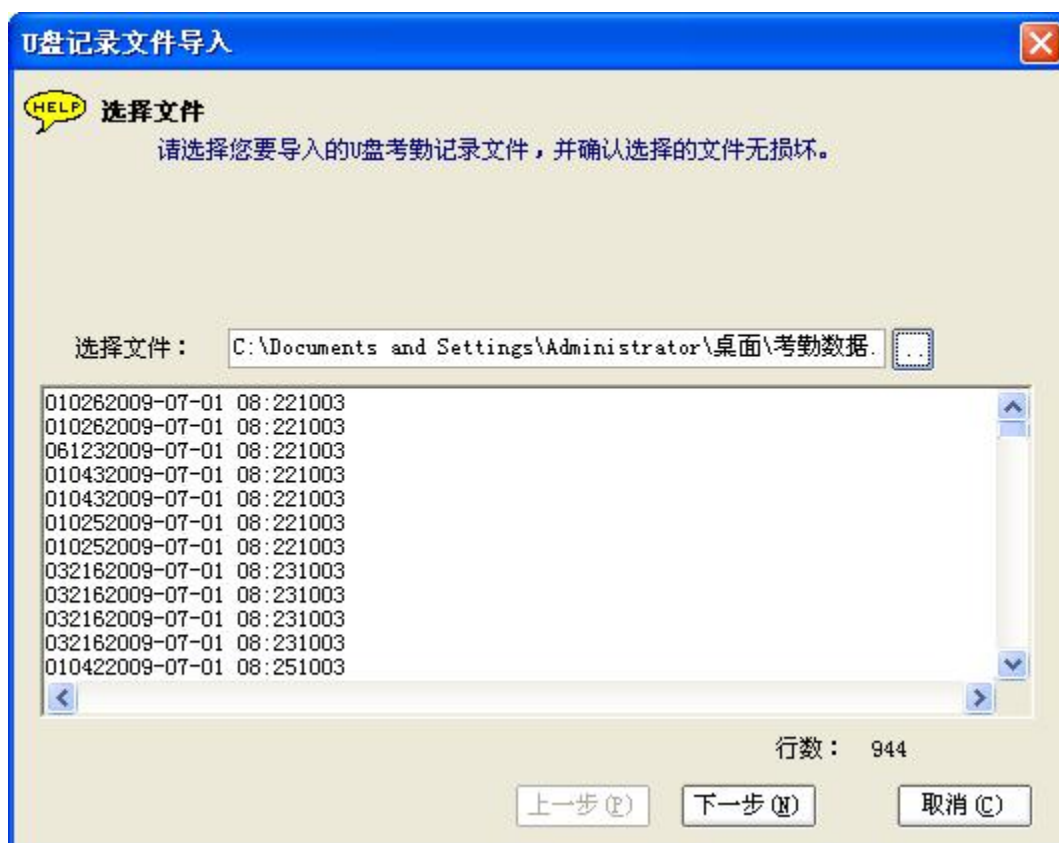 U盘记录文件导入
HELP 选择文件
请选择您要导入的U盘考勤记录文件，并确认选择的文件无损坏。
选择文件： C:\Documents and Settings\Administrator\桌面\考勤数据. ..
010262009-07-01 08:221003
010262009-07-01 08:221003
061232009-07-01 08:221003
010432009-07-01 08:221003
010432009-07-01 08:221003
010252009-07-01 08:221003
010252009-07-01 08:221003
032162009-07-01 08:231003
032162009-07-01 08:231003
032162009-07-01 08:231003
032162009-07-01 08:231003
010422009-07-01 08:251003
行数： 944
上一步(P) 下一步(N) 取消(C)